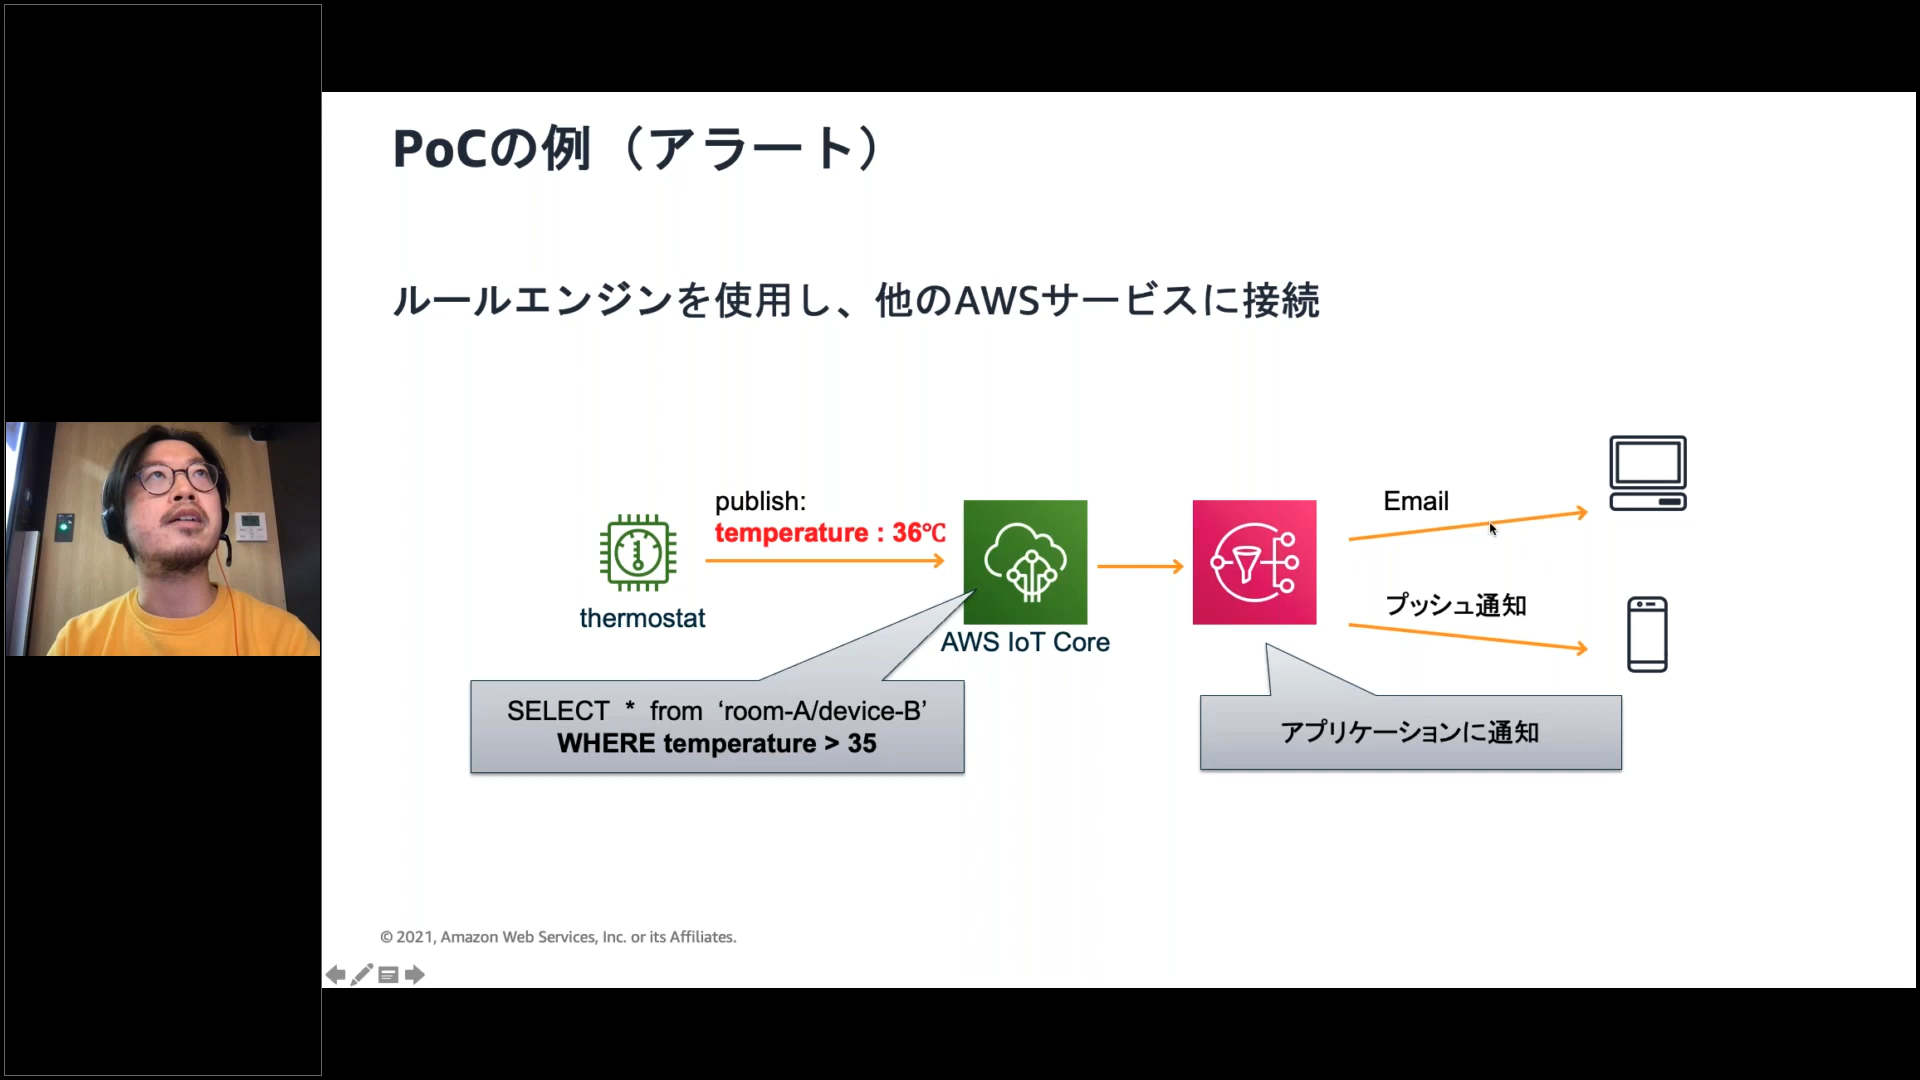 PoCの例（アラート）
ルールエンジンを使用し、他のAWSサービスに接続
publish:
temperature : 36℃
thermostat
AWS IoT Core
Email
プッシュ通知
SELECT * from ‘room-A/device-B’
WHERE temperature > 35
アプリケーションに通知
© 2021, Amazon Web Services, Inc. or its Affiliates.